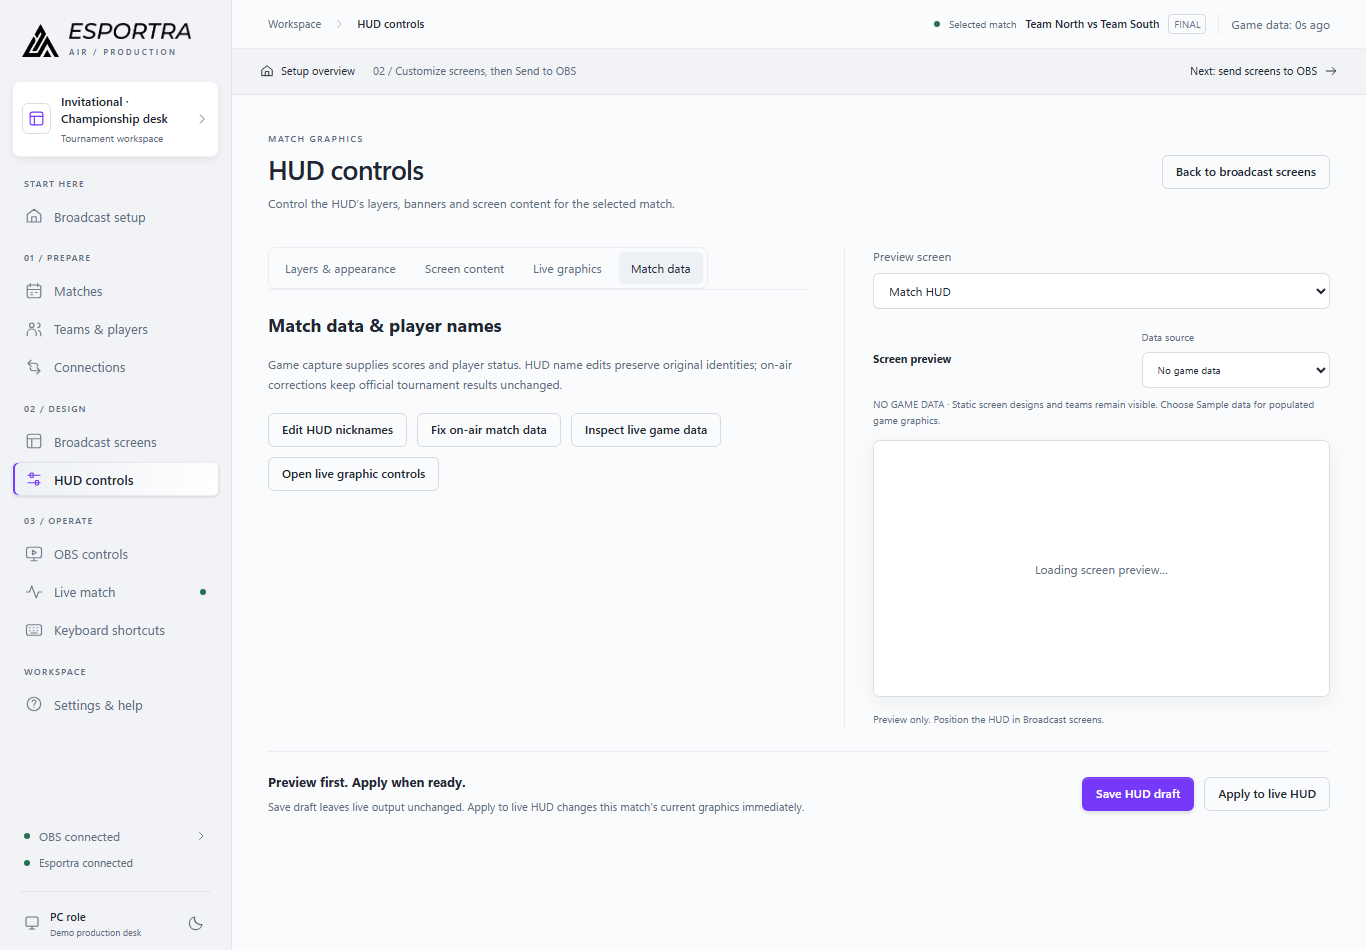 ESPORTRA
AIR / PRODUCTION
Invitational ·
Championship desk
Tournament workspace
START HERE
Broadcast setup
01 / PREPARE
Matches
Teams & players
Connections
02 / DESIGN
Broadcast screens
HUD controls
03 / OPERATE
OBS controls
Live match
Keyboard shortcuts
WORKSPACE
Settings & help
OBS connected
Esportra connected
PC role
Demo production desk
Workspace
HUD controls
Selected match Team North vs Team South FINAL
Game data: 0s ago
Setup overview
02 / Customize screens, then Send to OBS
Next: send screens to OBS
MATCH GRAPHICS
HUD controls
Control the HUD's layers, banners and screen content for the selected match.
Back to broadcast screens
Layers & appearance
Screen content
Live graphics
Match data
Match data & player names
Game capture supplies scores and player status. HUD name edits preserve original identities; on-air
corrections keep official tournament results unchanged.
Edit HUD nicknames
Fix on-air match data
Inspect live game data
Open live graphic controls
Preview screen
Match HUD
Data source
Screen preview
No game data
NO GAME DATA · Static screen designs and teams remain visible. Choose Sample data for populated
game graphics.
Loading screen preview...
Preview only. Position the HUD in Broadcast screens.
Preview first. Apply when ready.
Save draft leaves live output unchanged. Apply to live HUD changes this match's current graphics immediately.
Save HUD draft
Apply to live HUD